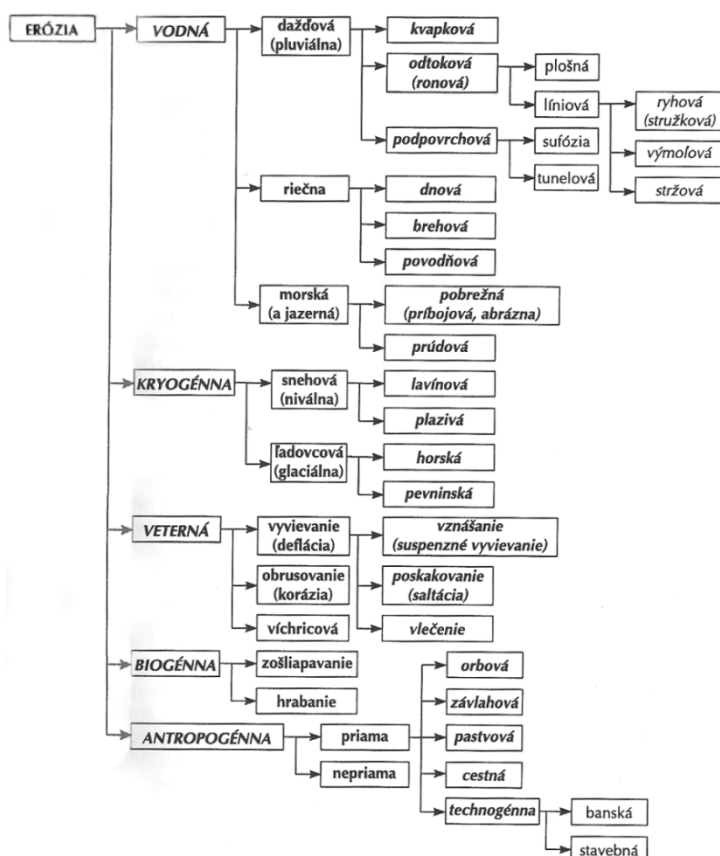 ERÓZIA
VODNÁ
dažďová
(pluviálna)
kvapková
odtoková
(ronová)
plošná
líniová
ryhová
(stružková)
výmoľová
stržová
podpovrchová
sufózia
tunelová
riečna
dnová
brehová
povodňová
morská
(a jazerná)
pobrežná
(príbojová, abrázna)
prúdová
KRYOGÉNNA
snehová
(niválna)
lavínová
plazivá
ľadovcová
(glaciálna)
horská
pevninská
VETERNÁ
vyvievanie
(deflácia)
vznášanie
(suspenzné vyvievanie)
poskakovanie
(saltácia)
vlečenie
obrusovanie
(korázia)
víchricová
BIOGÉNNA
zošliapavanie
hrabanie
ANTROPOGÉNNA
priama
orbová
závlahová
pastvová
cestná
technogénna
banská
stavebná
nepriama